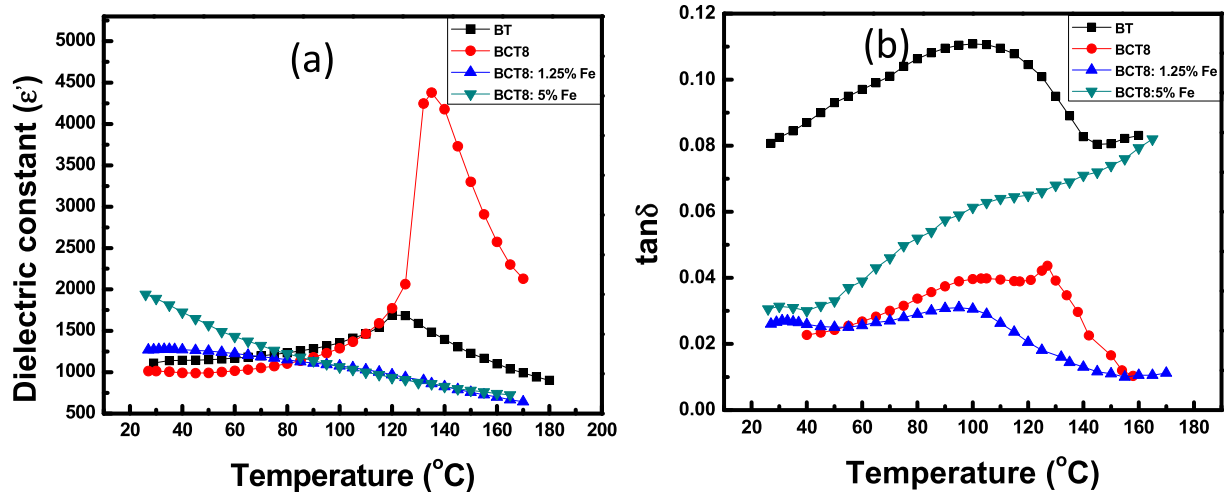 (a)
BT
BCT8
BCT8: 1.25% Fe
BCT8: 5% Fe
Dielectric constant (ε')
5000
4500
4000
3500
3000
2500
2000
1500
1000
500
20 40 60 80 100 120 140 160 180 200
Temperature (°C)
(b)
BT
BCT8
BCT8: 1.25% Fe
BCT8:5% Fe
tanδ
0.12
0.10
0.08
0.06
0.04
0.02
0.00
20 40 60 80 100 120 140 160 180
Temperature (°C)